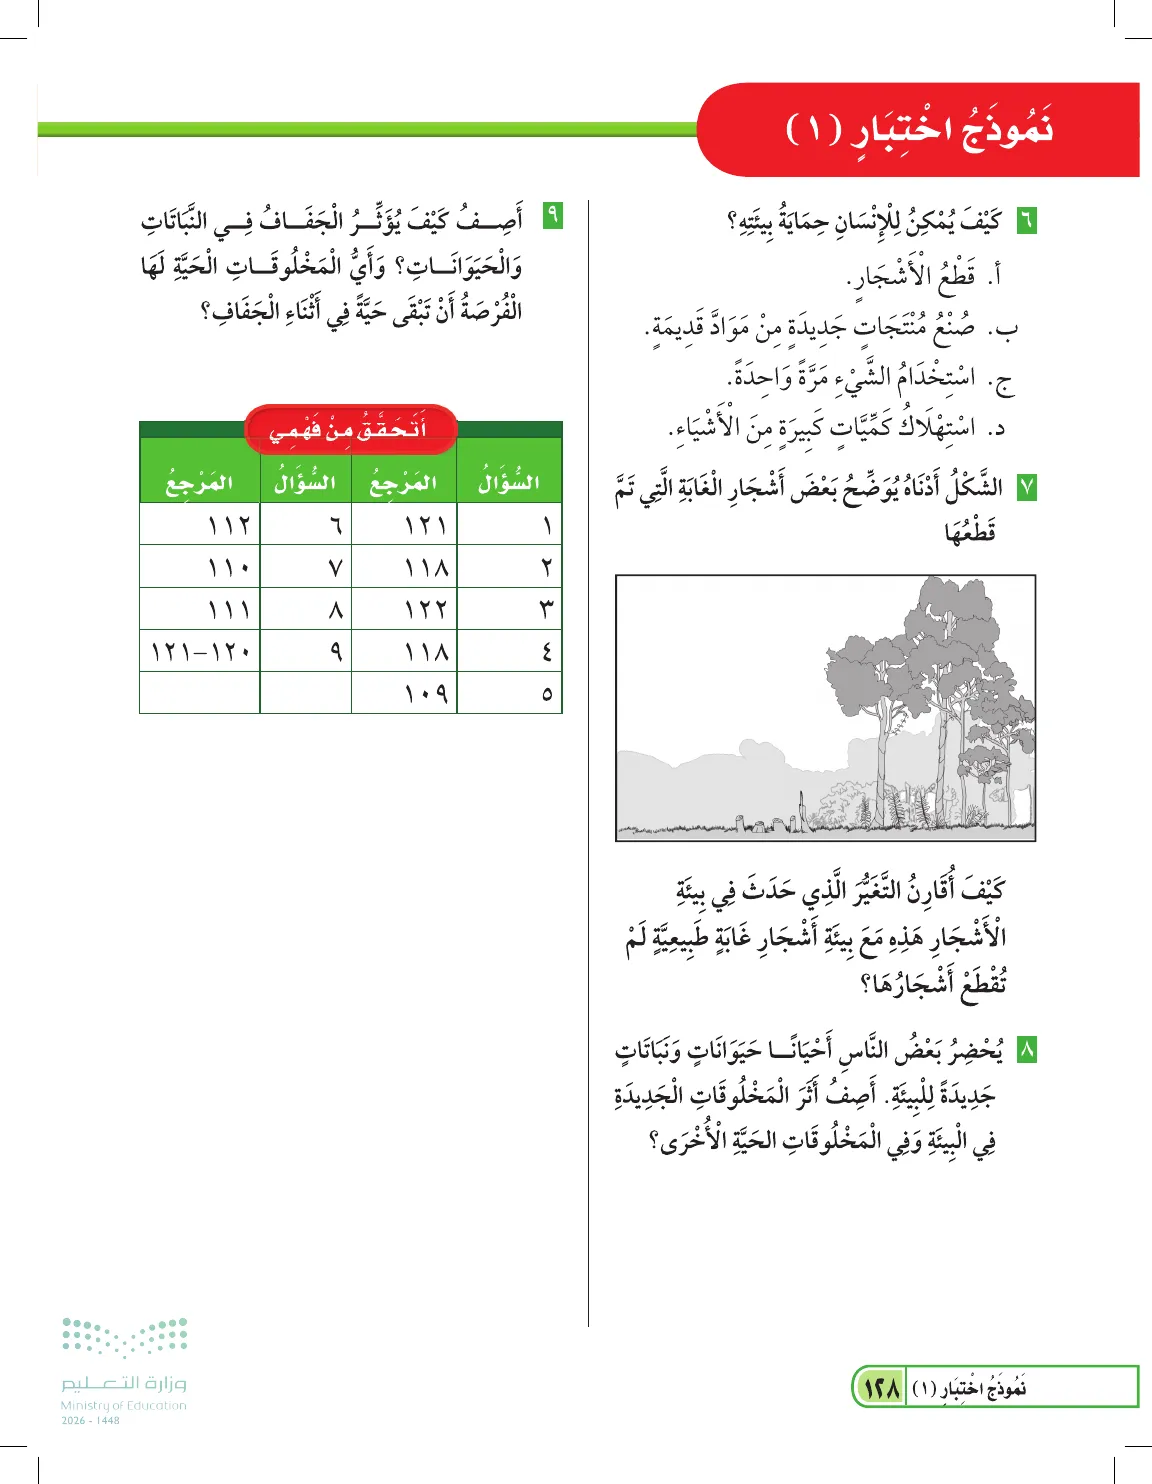 نَمُوذَجُ اخْتِبَارٍ (١)
٦ كَيْفَ يُمْكِنُ لِلْإِنْسَانِ حِمَايَةُ بِيئَتِهِ؟
أ. قَطْعُ الْأَشْجَارِ.
ب. صُنْعُ مُنْتَجَاتٍ جَدِيدَةٍ مِنْ مَوَادَّ قَدِيمَةٍ.
ج. اسْتِخْدَامُ الشَّيْءِ مَرَّةً وَاحِدَةً.
د. اسْتِهْلَاكُ كَمِّيَّاتٍ كَبِيرَةٍ مِنَ الْأَشْيَاءِ.
٧ الشَّكْلُ أَدْنَاهُ يُوَضِّحُ بَعْضَ أَشْجَارِ الْغَابَةِ الَّتِي تَمَّ
قَطْعُهَا
كَيْفَ أُقَارِنُ التَّغَيُّرَ الَّذِي حَدَثَ فِي بِيئَةِ
الْأَشْجَارِ هَذِهِ مَعَ بِيئَةِ أَشْجَارِ غَابَةٍ طَبِيعِيَّةٍ لَمْ
تُقْطَعْ أَشْجَارُهَا؟
٨ يُحْضِرُ بَعْضُ النَّاسِ أَحْيَانًا حَيَوَانَاتٍ وَنَبَاتَاتٍ
جَدِيدَةً لِلْبِيئَةِ. أَصِفُ أَثَرَ الْمَخْلُوقَاتِ الْجَدِيدَةِ
فِي الْبِيئَةِ وَفِي الْمَخْلُوقَاتِ الحَيَّةِ الْأُخْرَى؟
٩ أَصِفُ كَيْفَ يُؤَثِّرُ الْجَفَافُ فِي النَّبَاتَاتِ
وَالْحَيَوَانَاتِ؟ وَأَيُّ الْمَخْلُوقَاتِ الْحَيَّةِ لَهَا
الْفُرْصَةُ أَنْ تَبْقَى حَيَّةً فِي أَثْنَاءِ الْجَفَافِ؟
أَتَحَقَّقُ مِنْ فَهْمِي
السُّؤَالُ المَرْجِعُ السُّؤَالُ المَرْجِعُ
١ ١٢١ ٦ ١١٢
٢ ١١٨ ٧ ١١٠
٣ ١٢٢ ٨ ١١١
٤ ١١٨ ٩ ١٢٠–١٢١
٥ ١٠٩
وزارة التعليم
Ministry of Education
2026 - 1448
نَمُوذَجُ اخْتِبَارٍ (١) ١٢٨